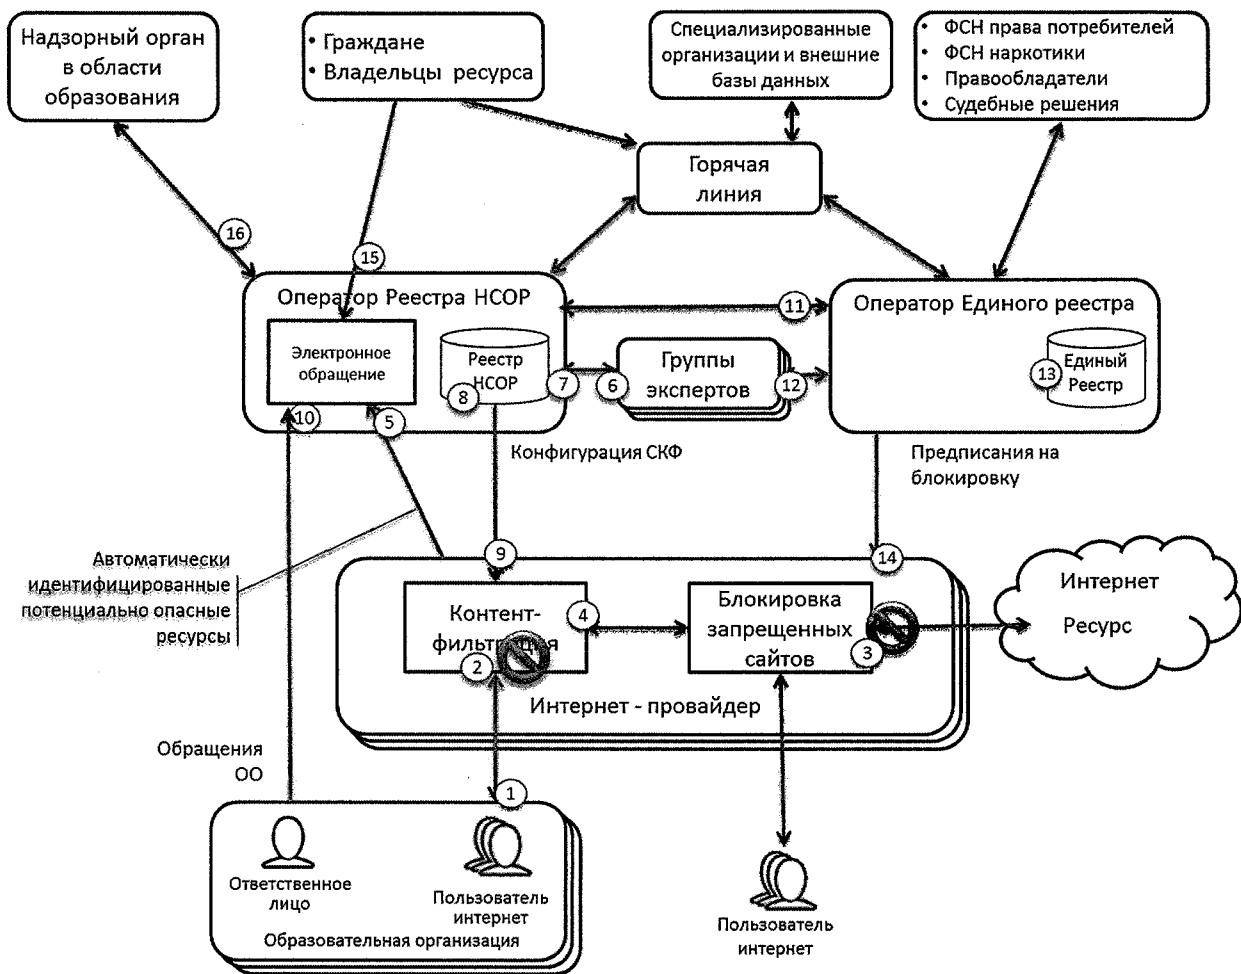 Надзорный орган
в области
образования
• Граждане
• Владельцы ресурса
Специализированные
организации и внешние
базы данных
• ФСН права потребителей
• ФСН наркотики
• Правообладатели
• Судебные решения
Горячая
линия
16
15
Оператор Реестра НСОР
11
Оператор Единого реестра
Электронное
обращение
Реестр
НСОР
8
7
6
Группы
экспертов
12
13
Единый
Реестр
10
5
Конфигурация СКФ
Предписания на
блокировку
Автоматически
идентифицированные
потенциально опасные
ресурсы
9
14
Контент-
фильтрация
2
4
Блокировка
запрещенных
сайтов
3
Интернет
Ресурс
Интернет - провайдер
Обращения
ОО
1
Ответственное
лицо
Пользователь
интернет
Образовательная организация
Пользователь
интернет